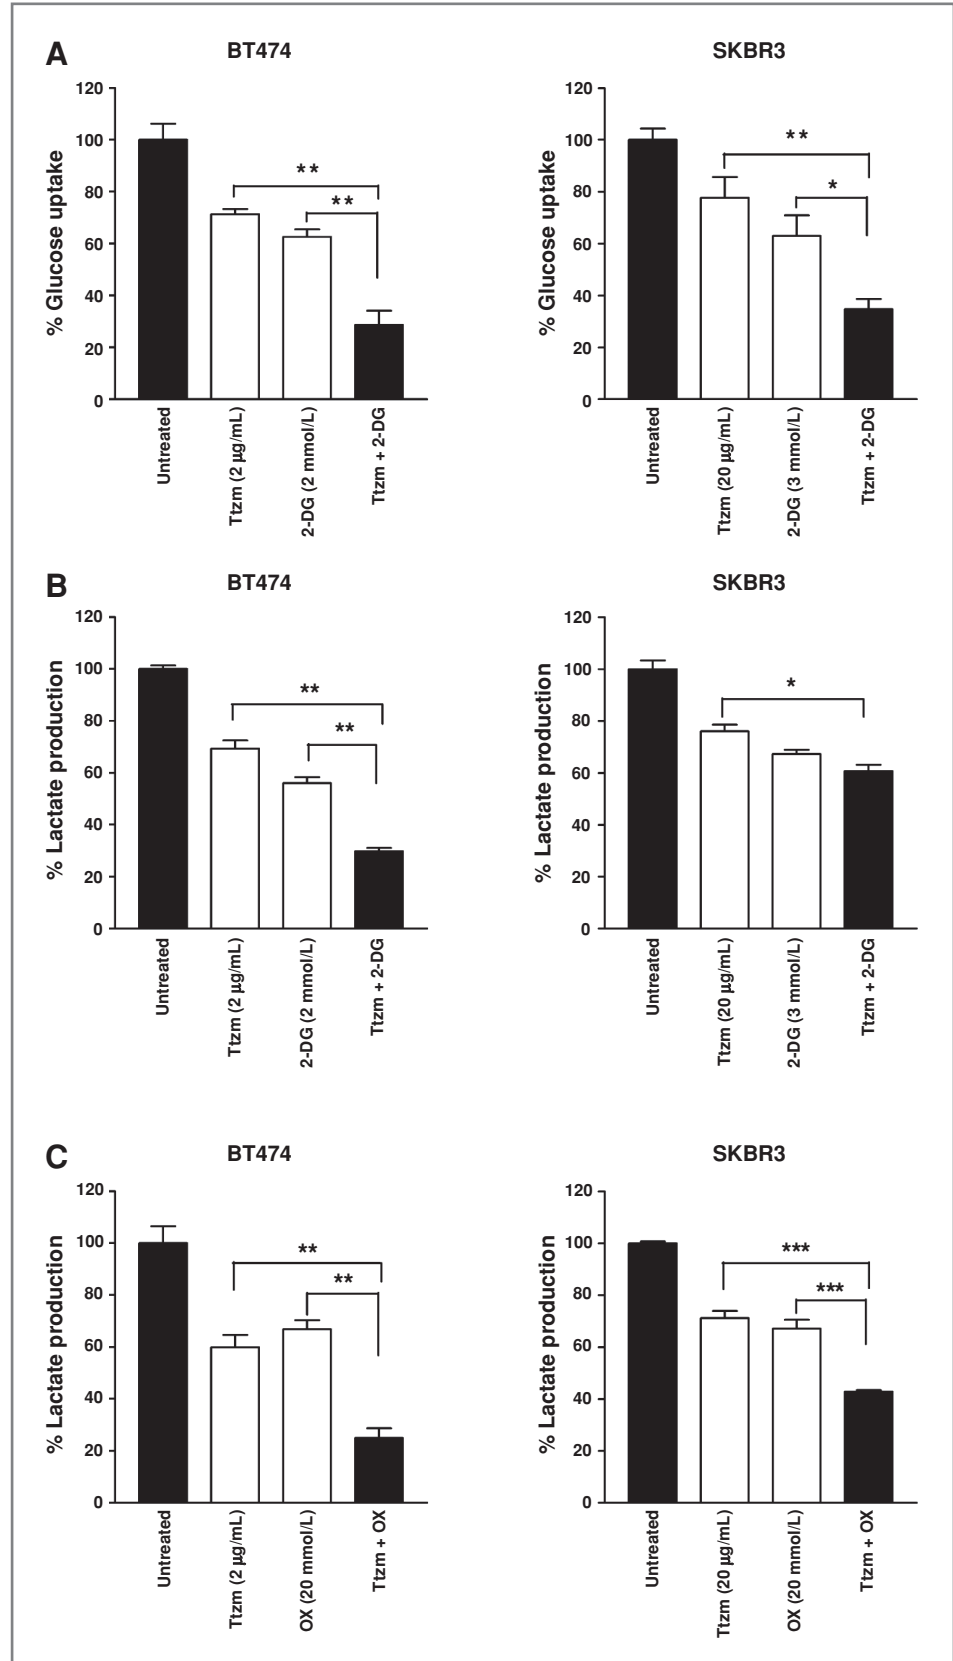 A
BT474
SKBR3
% Glucose uptake
120
100
80
60
40
20
0
**
**
Untreated
Ttzm (2 µg/mL)
2-DG (2 mmol/L)
Ttzm + 2-DG
% Glucose uptake
120
100
80
60
40
20
0
**
*
Untreated
Ttzm (20 µg/mL)
2-DG (3 mmol/L)
Ttzm + 2-DG
B
BT474
SKBR3
% Lactate production
120
100
80
60
40
20
0
**
**
Untreated
Ttzm (2 µg/mL)
2-DG (2 mmol/L)
Ttzm + 2-DG
% Lactate production
120
100
80
60
40
20
0
*
Untreated
Ttzm (20 µg/mL)
2-DG (3 mmol/L)
Ttzm + 2-DG
C
BT474
SKBR3
% Lactate production
120
100
80
60
40
20
0
**
**
Untreated
Ttzm (2 µg/mL)
OX (20 mmol/L)
Ttzm + OX
% Lactate production
120
100
80
60
40
20
0
***
***
Untreated
Ttzm (20 µg/mL)
OX (20 mmol/L)
Ttzm + OX